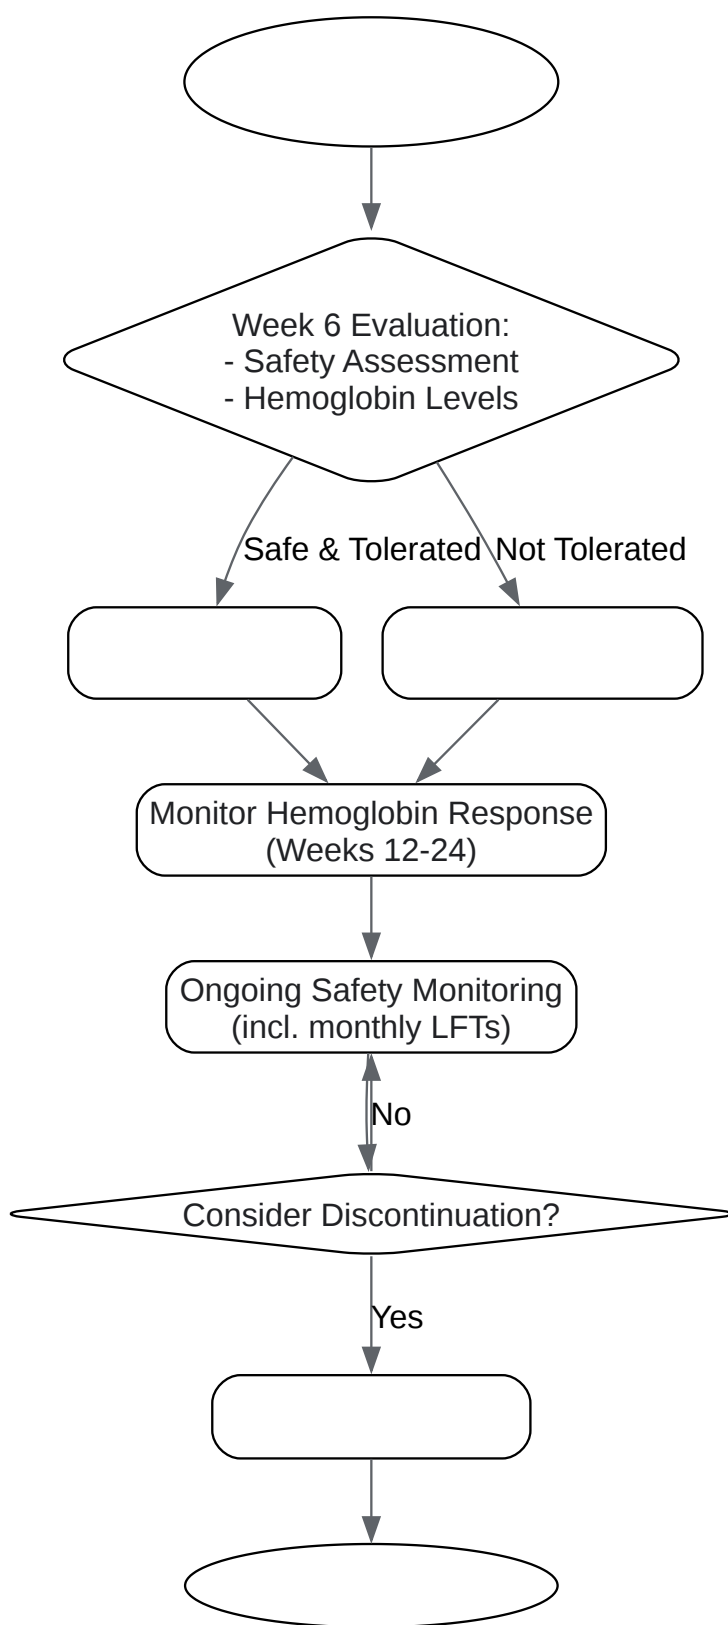 Week 6 Evaluation:
- Safety Assessment
- Hemoglobin Levels
Safe & Tolerated
Not Tolerated
Monitor Hemoglobin Response
(Weeks 12-24)
Ongoing Safety Monitoring
(incl. monthly LFTs)
No
Consider Discontinuation?
Yes